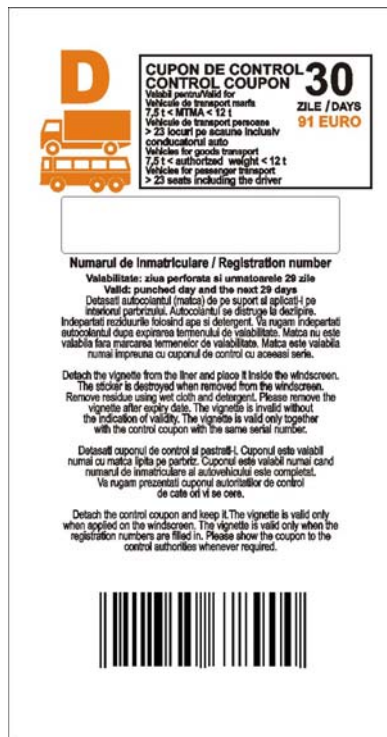 D
CUPON DE CONTROL
CONTROL COUPON
30
ZILE / DAYS
91 EURO
Valabil pentru/Valid for
Vehicule de transport marfa
7,5 t < MTMA < 12 t
Vehicule de transport persoane
> 23 locuri pe scaune inclusiv
conducatorul auto
Vehicles for goods transport
7,5 t < authorized weight < 12 t
Vehicles for passenger transport
> 23 seats including the driver
Numarul de inmatriculare / Registration number
Valabilitate: ziua perforata si urmatoarele 29 zile
Valid: punched day and the next 29 days
Detasati autocolantul (matca) de pe suport si aplicati-l pe
interiorul parbrizului. Autocolantul se distruge la dezlipire.
Indepartati reziduurile folosind apa si detergent. Va rugam indepartati
autocolantul dupa expirarea termenului de valabilitate. Matca nu este
valabila fara marcarea termenelor de valabilitate. Matca este valabila
numai impreuna cu cuponul de control cu aceeasi serie.
Detach the vignette from the liner and place it inside the windscreen.
The sticker is destroyed when removed from the windscreen.
Remove residue using wet cloth and detergent. Please remove the
vignette after expiry date. The vignette is invalid without
the indication of validity. The vignette is valid only together
with the control coupon with the same serial number.
Detasati cuponul de control si pastrati-l. Cuponul este valabil
numai cu matca lipita pe parbriz. Cuponul este valabil numai cand
numarul de inmatriculare al autovehiculul este completat.
Va rugam prezentati cuponul autoritatilor de control
de cate ori vi se cere.
Detach the control coupon and keep it.The vignette is valid only
when applied on the windscreen. The vignette is valid only when the
registration numbers are filled in. Please show the coupon to the
control authorities whenever required.